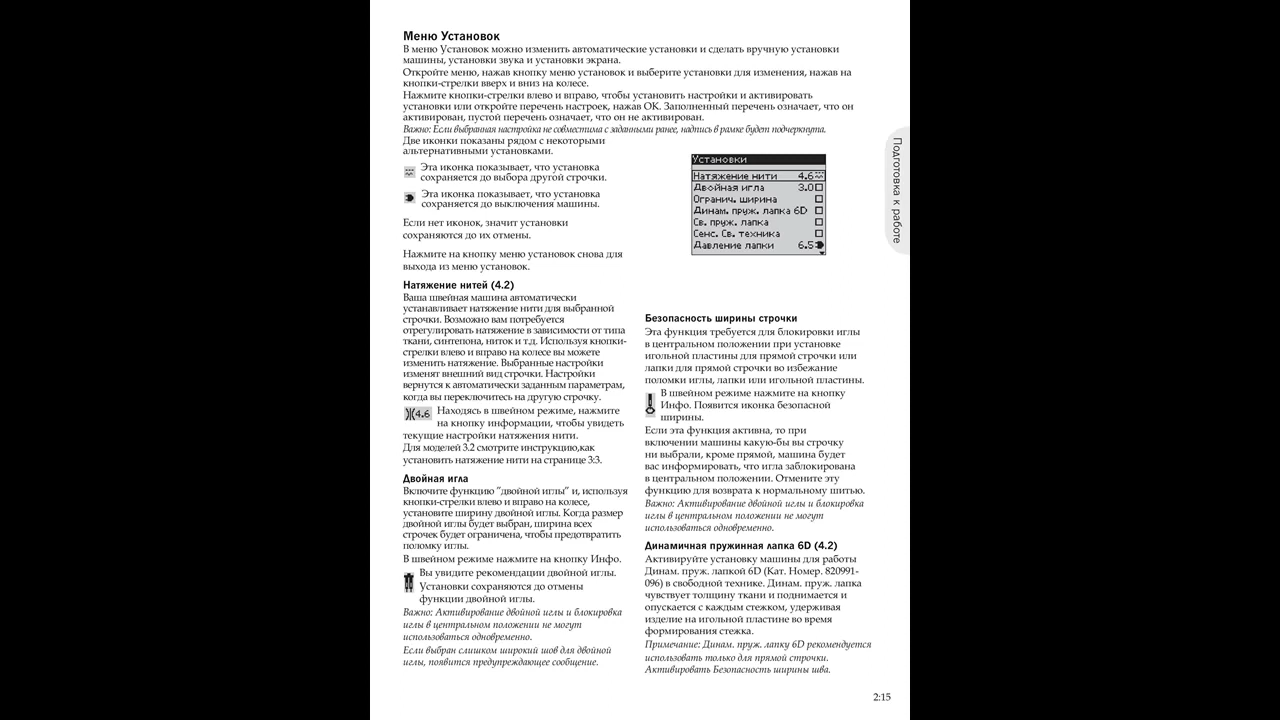 Меню Установок
В меню Установок можно изменить автоматические установки и сделать вручную установки
машины, установки звука и установки экрана.
Откройте меню, нажав кнопку меню установок и выберите установки для изменения, нажав на
кнопки-стрелки вверх и вниз на колесе.
Нажмите кнопки-стрелки влево и вправо, чтобы установить настройки и активировать
установки или откройте перечень настроек, нажав ОК. Заполненный перечень означает, что он
активирован, пустой перечень означает, что он не активирован.
Важно: Если выбранная настройка не совместима с заданными ранее, надпись в рамке будет подчеркнута.
Две иконки показаны рядом с некоторыми
альтернативными установками.
Эта иконка показывает, что установка
сохраняется до выбора другой строчки.
Эта иконка показывает, что установка
сохраняется до выключения машины.
Если нет иконок, значит установки
сохраняются до их отмены.
Нажмите на кнопку меню установок снова для
выхода из меню установок.
Установки
Натяжение нити 4.6
Двойная игла 3.0
Огранич. ширина
Динам. пруж. лапка 6D
Св. пруж. лапка
Сенс. Св. техника
Давление лапки 6.5
Подготовка к работе
Натяжение нитей (4.2)
Ваша швейная машина автоматически
устанавливает натяжение нити для выбранной
строчки. Возможно вам потребуется
отрегулировать натяжение в зависимости от типа
ткани, синтепона, ниток и т.д. Используя кнопки-
стрелки влево и вправо на колесе вы можете
изменить натяжение. Выбранные настройки
изменят внешний вид строчки. Настройки
вернутся к автоматически заданным параметрам,
когда вы переключитесь на другую строчку.
4.6 Находясь в швейном режиме, нажмите
на кнопку информации, чтобы увидеть
текущие настройки натяжения нити.
Для моделей 3.2 смотрите инструкцию,как
установить натяжение нити на странице 3:3.
Двойная игла
Включите функцию "двойной иглы" и, используя
кнопки-стрелки влево и вправо на колесе,
установите ширину двойной иглы. Когда размер
двойной иглы будет выбран, ширина всех
строчек будет ограничена, чтобы предотвратить
поломку иглы.
В швейном режиме нажмите на кнопку Инфо.
Вы увидите рекомендации двойной иглы.
Установки сохраняются до отмены
функции двойной иглы.
Важно: Активирование двойной иглы и блокировка
иглы в центральном положении не могут
использоваться одновременно.
Если выбран слишком широкий шов для двойной
иглы, появится предупреждающее сообщение.
Безопасность ширины строчки
Эта функция требуется для блокировки иглы
в центральном положении при установке
игольной пластины для прямой строчки или
лапки для прямой строчки во избежание
поломки иглы, лапки или игольной пластины.
В швейном режиме нажмите на кнопку
Инфо. Появится иконка безопасной
ширины.
Если эта функция активна, то при
включении машины какую-бы вы строчку
ни выбрали, кроме прямой, машина будет
вас информировать, что игла заблокирована
в центральном положении. Отмените эту
функцию для возврата к нормальному шитью.
Важно: Активирование двойной иглы и блокировка
иглы в центральном положении не могут
использоваться одновременно.
Динамичная пружинная лапка 6D (4.2)
Активируйте установку машины для работы
Динам. пруж. лапкой 6D (Кат. Номер. 820991-
096) в свободной технике. Динам. пруж. лапка
чувствует толщину ткани и поднимается и
опускается с каждым стежком, удерживая
изделие на игольной пластине во время
формирования стежка.
Примечание: Динам. пруж. лапку 6D рекомендуется
использовать только для прямой строчки.
Активировать Безопасность ширины шва.
2:15